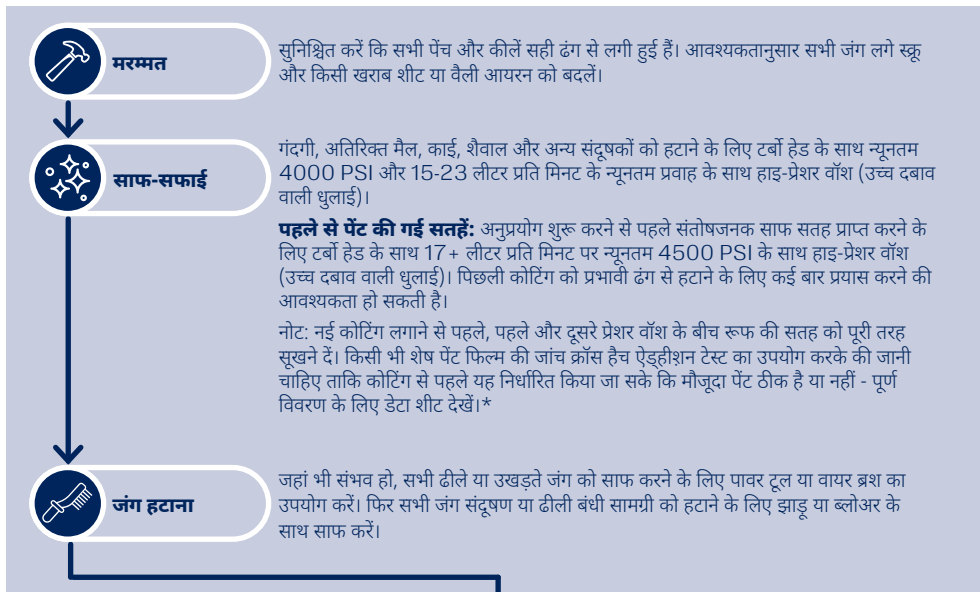 मरम्मत
सुनिश्चित करें कि सभी पेंच और कीलें सही ढंग से लगी हुई हैं। आवश्यकतानुसार सभी जंग लगे स्क्रू
और किसी खराब शीट या वैली आयरन को बदलें।
साफ-सफाई
गंदगी, अतिरिक्त मैल, काई, शैवाल और अन्य संदूषकों को हटाने के लिए टर्बो हेड के साथ न्यूनतम
4000 PSI और 15-23 लीटर प्रति मिनट के न्यूनतम प्रवाह के साथ हाइ-प्रेशर वॉश (उच्च दबाव
वाली धुलाई)।
पहले से पेंट की गई सतहें: अनुप्रयोग शुरू करने से पहले संतोषजनक साफ सतह प्राप्त करने के
लिए टर्बो हेड के साथ 17+ लीटर प्रति मिनट पर न्यूनतम 4500 PSI के साथ हाइ-प्रेशर वॉश
(उच्च दबाव वाली धुलाई)। पिछली कोटिंग को प्रभावी ढंग से हटाने के लिए कई बार प्रयास करने की
आवश्यकता हो सकती है।
नोट: नई कोटिंग लगाने से पहले, पहले और दूसरे प्रेशर वॉश के बीच रूफ की सतह को पूरी तरह
सूखने दें। किसी भी शेष पेंट फिल्म की जांच क्रॉस हैच ऐड्हीश़न टेस्ट का उपयोग करके की जानी
चाहिए ताकि कोटिंग से पहले यह निर्धारित किया जा सके कि मौजूदा पेंट ठीक है या नहीं - पूर्ण
विवरण के लिए डेटा शीट देखें।*
जंग हटाना
जहां भी संभव हो, सभी ढीले या उखड़ते जंग को साफ करने के लिए पावर टूल या वायर ब्रश का
उपयोग करें। फिर सभी जंग संदूषण या ढीली बंधी सामग्री को हटाने के लिए झाड़ू या ब्लोअर के
साथ साफ करें।